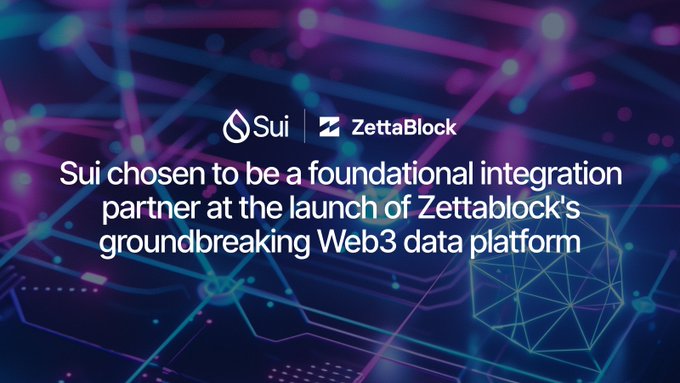 Sui ZettaBlock
Sui chosen to be a foundational integration
partner at the launch of Zettablock's
groundbreaking Web3 data platform